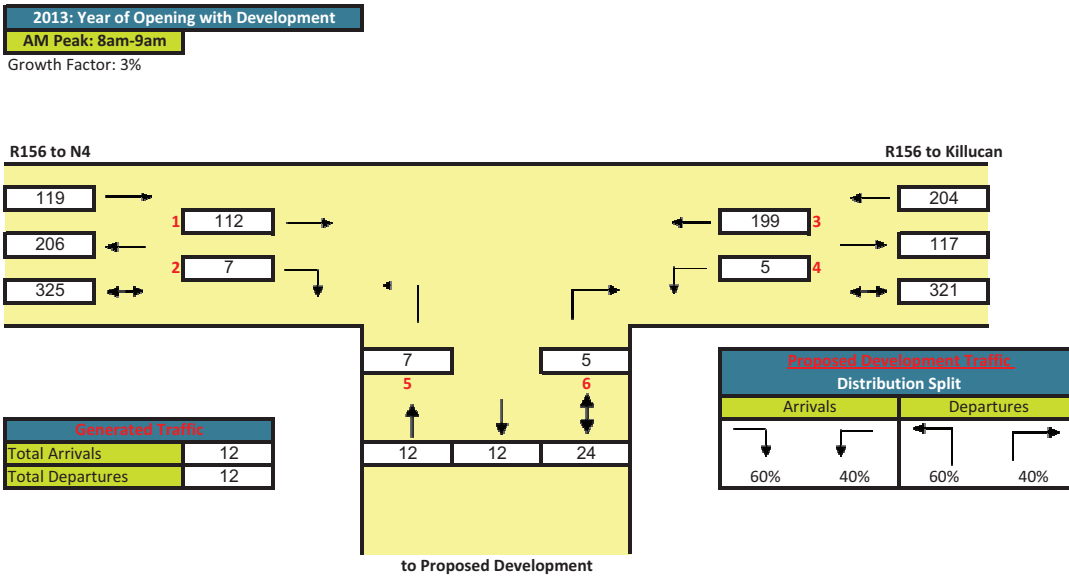 2013: Year of Opening with Development
AM Peak: 8am-9am
Growth Factor: 3%
R156 to N4
R156 to Killucan
119
204
1 112
199 3
206
117
2 7
5 4
325
321
7
5
5
6
Proposed Development Traffic
Distribution Split
Arrivals Departures
60% 40% 60% 40%
Generated Traffic
Total Arrivals 12
Total Departures 12
12 12 24
to Proposed Development